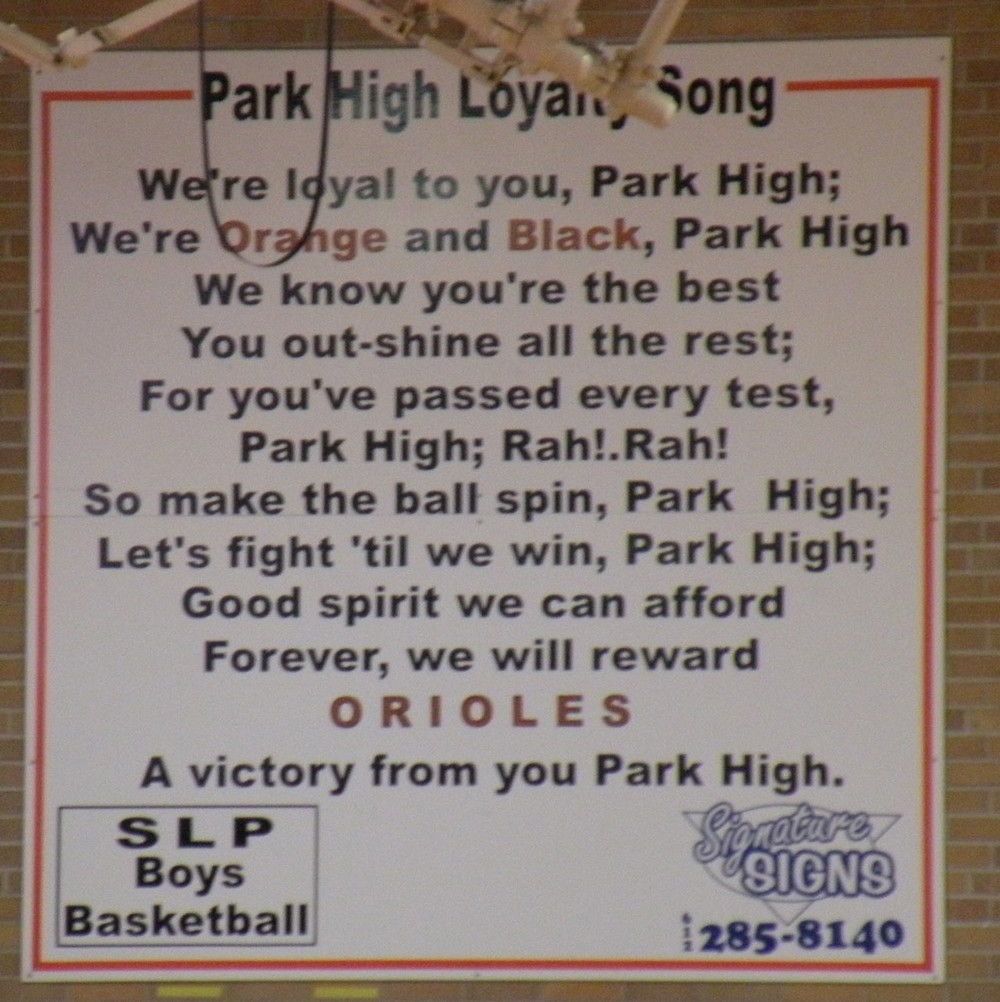 Park High Loyalty Song
We're loyal to you, Park High;
We're Orange and Black, Park High
We know you're the best
You out-shine all the rest;
For you've passed every test,
Park High; Rah!.Rah!
So make the ball spin, Park High;
Let's fight 'til we win, Park High;
Good spirit we can afford
Forever, we will reward
O R I O L E S
A victory from you Park High.
S L P
Boys
Basketball
Signature
SIGNS
612 285-8140